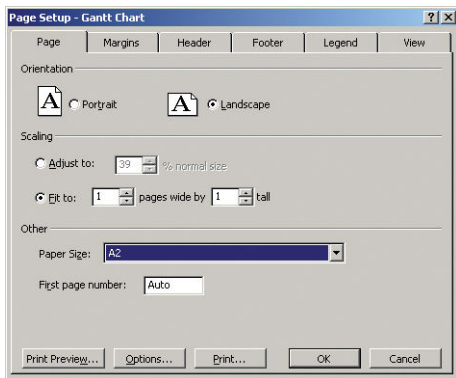 Page Setup - Gantt Chart
Page Margins Header Footer Legend View
Orientation
A Portrait A Landscape
Scaling
Adjust to: 39 % normal size
Fit to: 1 pages wide by 1 tall
Other
Paper Size: A2
First page number: Auto
Print Preview... Options... Print... OK Cancel